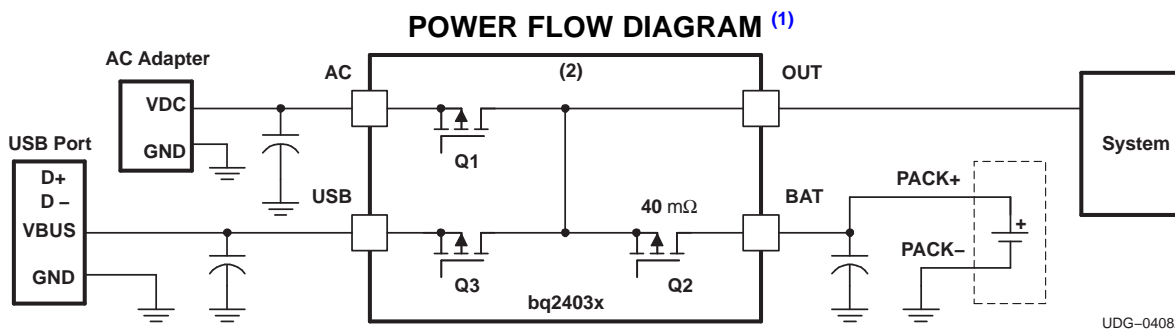 POWER FLOW DIAGRAM (1)
AC Adapter
VDC
GND
AC
(2)
OUT
Q1
System
USB Port
D+
D −
VBUS
GND
USB
40 mΩ
BAT
PACK+
+
PACK−
Q3
Q2
bq2403x
UDG−0408